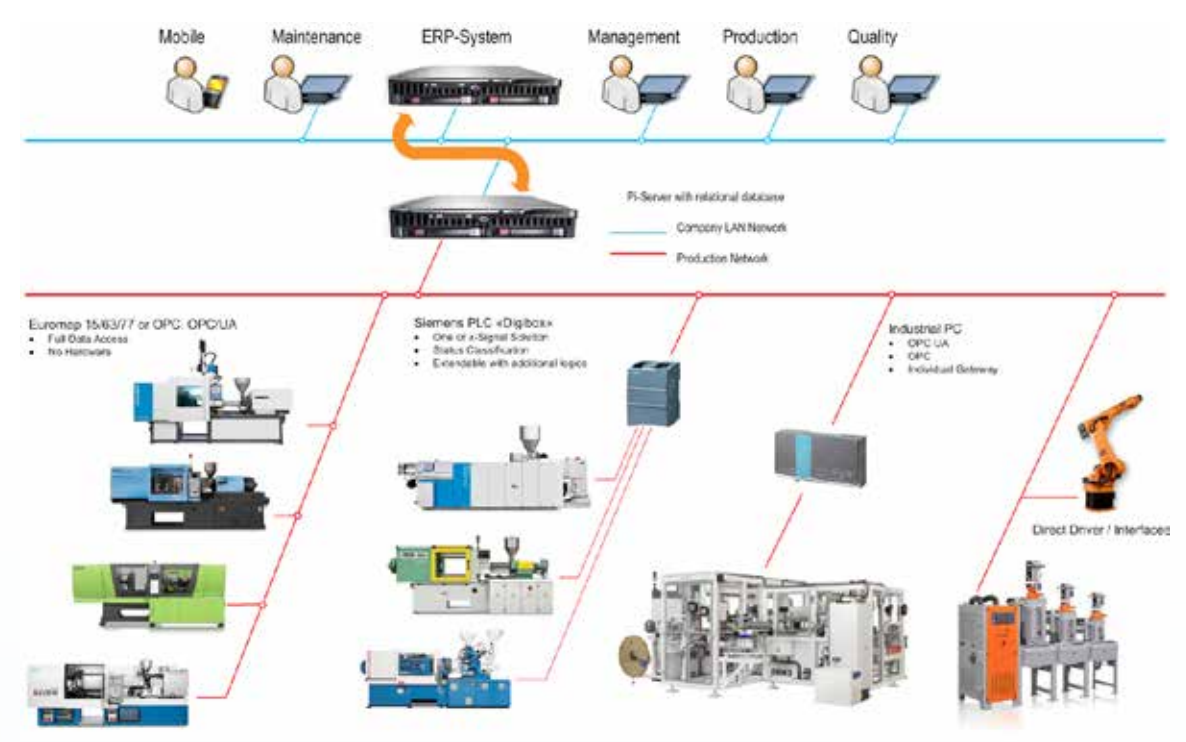 Mobile
Maintenance
ERP-System
Management
Production
Quality
Pi-Server with relational database
Company LAN Network
Production Network
Euromap 15/63/77 or OPC, OPC/UA
• Full Data Access
• No Hardware
Siemens PLC «Digibox»
• One or x-Signal Solution
• Status Classification
• Extendable with additional logics
Industrial PC
• OPC UA
• OPC
• Individual Gateway
Direct Driver / Interfaces